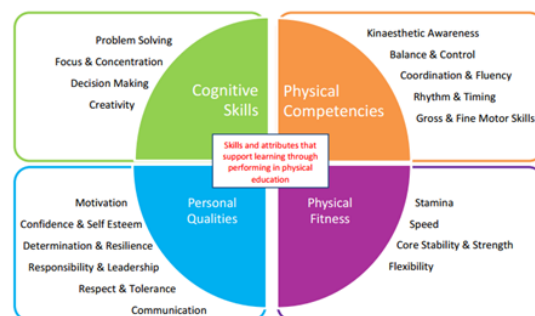 Problem Solving
Focus & Concentration
Decision Making
Creativity
Cognitive
Skills
Kinaesthetic Awareness
Balance & Control
Coordination & Fluency
Rhythm & Timing
Gross & Fine Motor Skills
Physical
Competencies
Skills and attributes that
support learning through
performing in physical
education
Motivation
Confidence & Self Esteem
Determination & Resilience
Responsibility & Leadership
Respect & Tolerance
Communication
Personal
Qualities
Physical
Fitness
Stamina
Speed
Core Stability & Strength
Flexibility